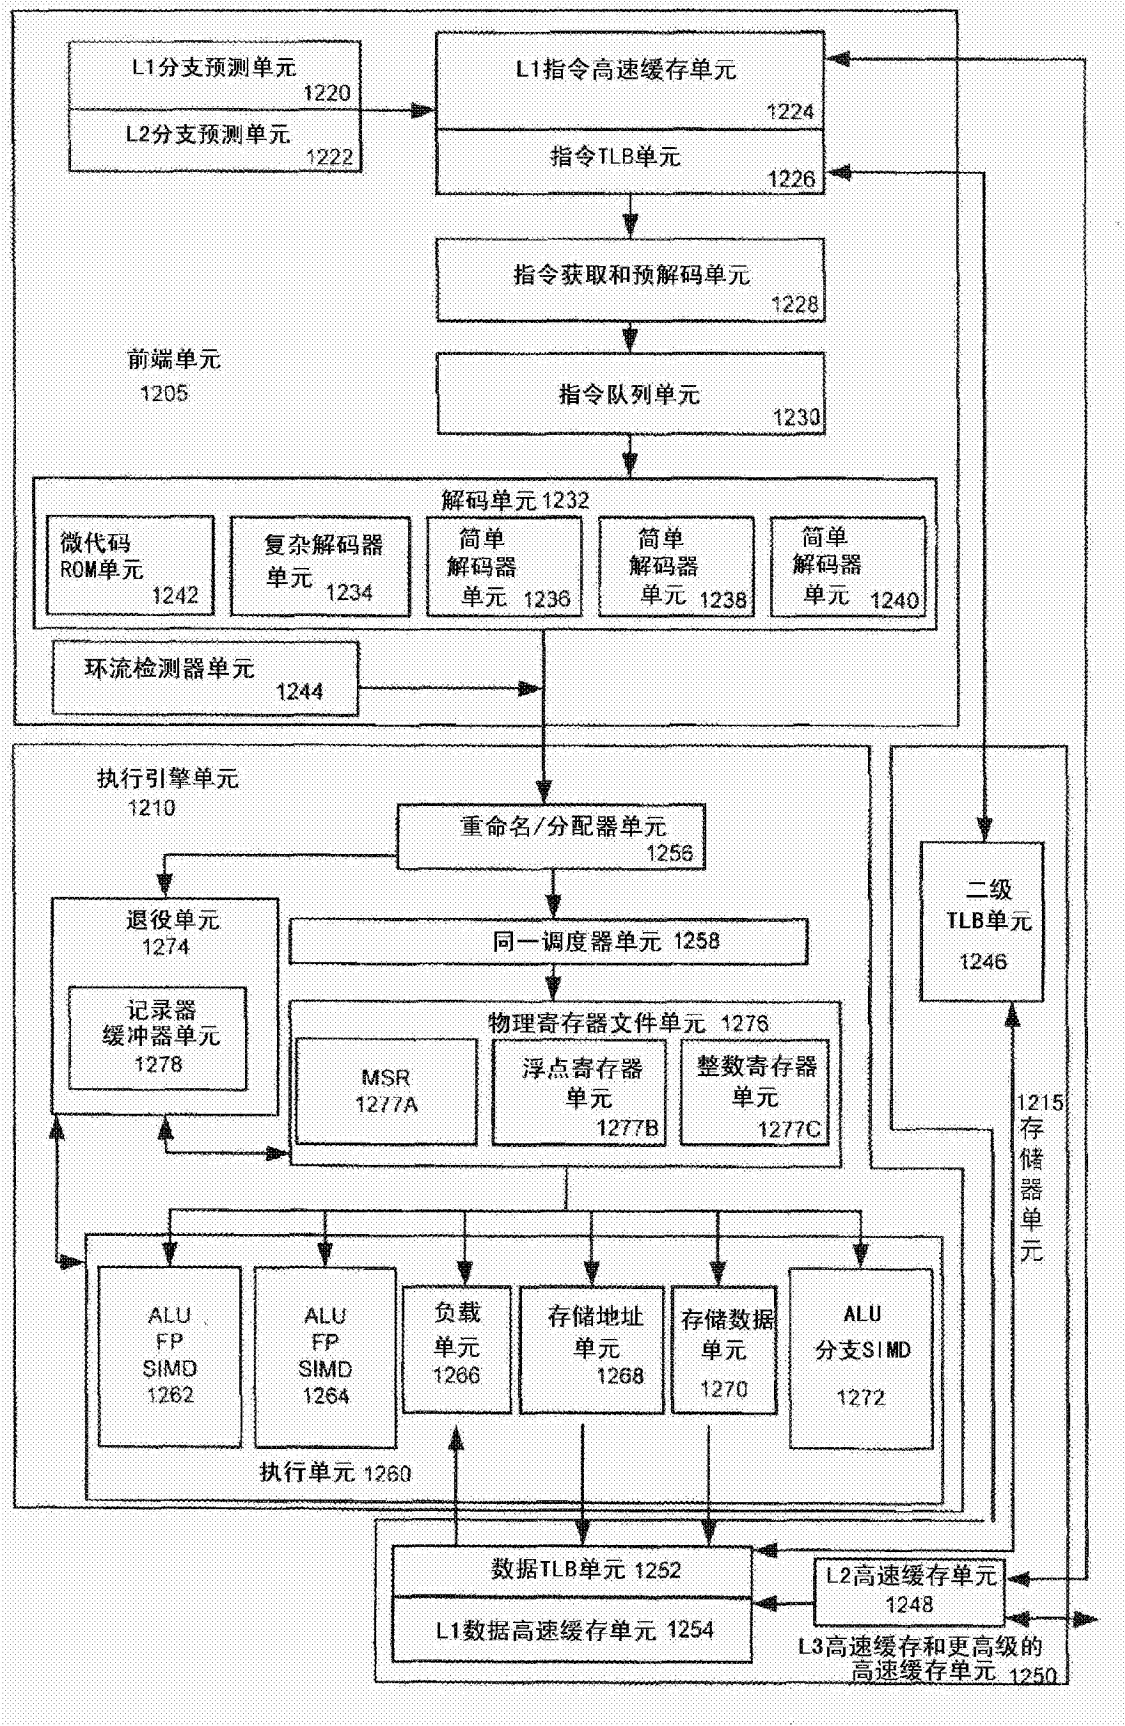 L1分支预测单元
1220
L2分支预测单元
1222
L1指令高速缓存单元
1224
指令TLB单元
1226
指令获取和预解码单元
1228
前端单元
1205
指令队列单元
1230
解码单元 1232
微代码
ROM单元
1242
复杂解码器
单元 1234
简单
解码器
单元 1236
简单
解码器
单元 1238
简单
解码器
单元 1240
环流检测器单元
1244
执行引擎单元
1210
重命名/分配器单元
1256
退役单元
1274
记录器
缓冲器单元
1278
同一调度器单元 1258
物理寄存器文件单元 1276
MSR
1277A
浮点寄存器
单元
1277B
整数寄存器
单元
1277C
二级
TLB单元
1246
1215
存储器单元
ALU
FP
SIMD
1262
ALU
FP
SIMD
1264
负载
单元
1266
存储地址
单元
1268
存储数据
单元
1270
ALU
分支SIMD
1272
执行单元 1260
数据TLB单元 1252
L1数据高速缓存单元 1254
L2高速缓存单元
1248
L3高速缓存和更高级的
高速缓存单元 1250